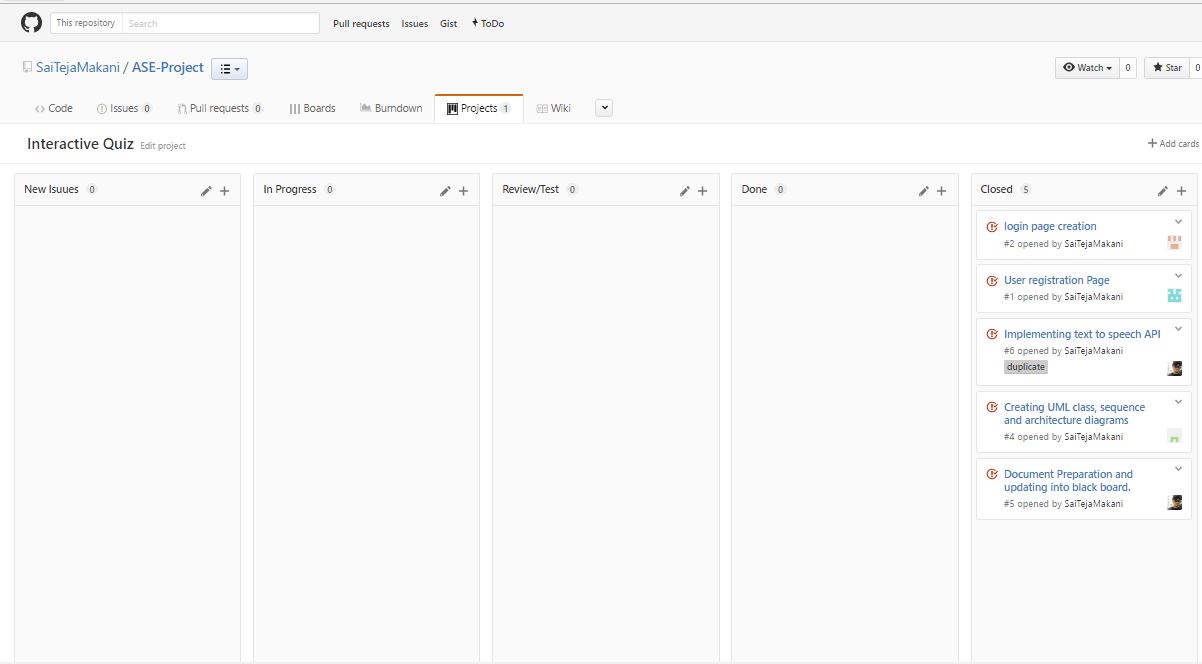 This repository Search Pull requests Issues Gist ToDo
SaiTejaMakani / ASE-Project Watch 0 Star 0
Code Issues 0 Pull requests 0 Boards Burndown Projects 1 Wiki
Interactive Quiz Edit project Add cards
New Isuues 0 In Progress 0 Review/Test 0 Done 0 Closed 5
login page creation
#2 opened by SaiTejaMakani
User registration Page
#1 opened by SaiTejaMakani
Implementing text to speech API
#6 opened by SaiTejaMakani
duplicate
Creating UML class, sequence
and architecture diagrams
#4 opened by SaiTejaMakani
Document Preparation and
updating into black board.
#5 opened by SaiTejaMakani